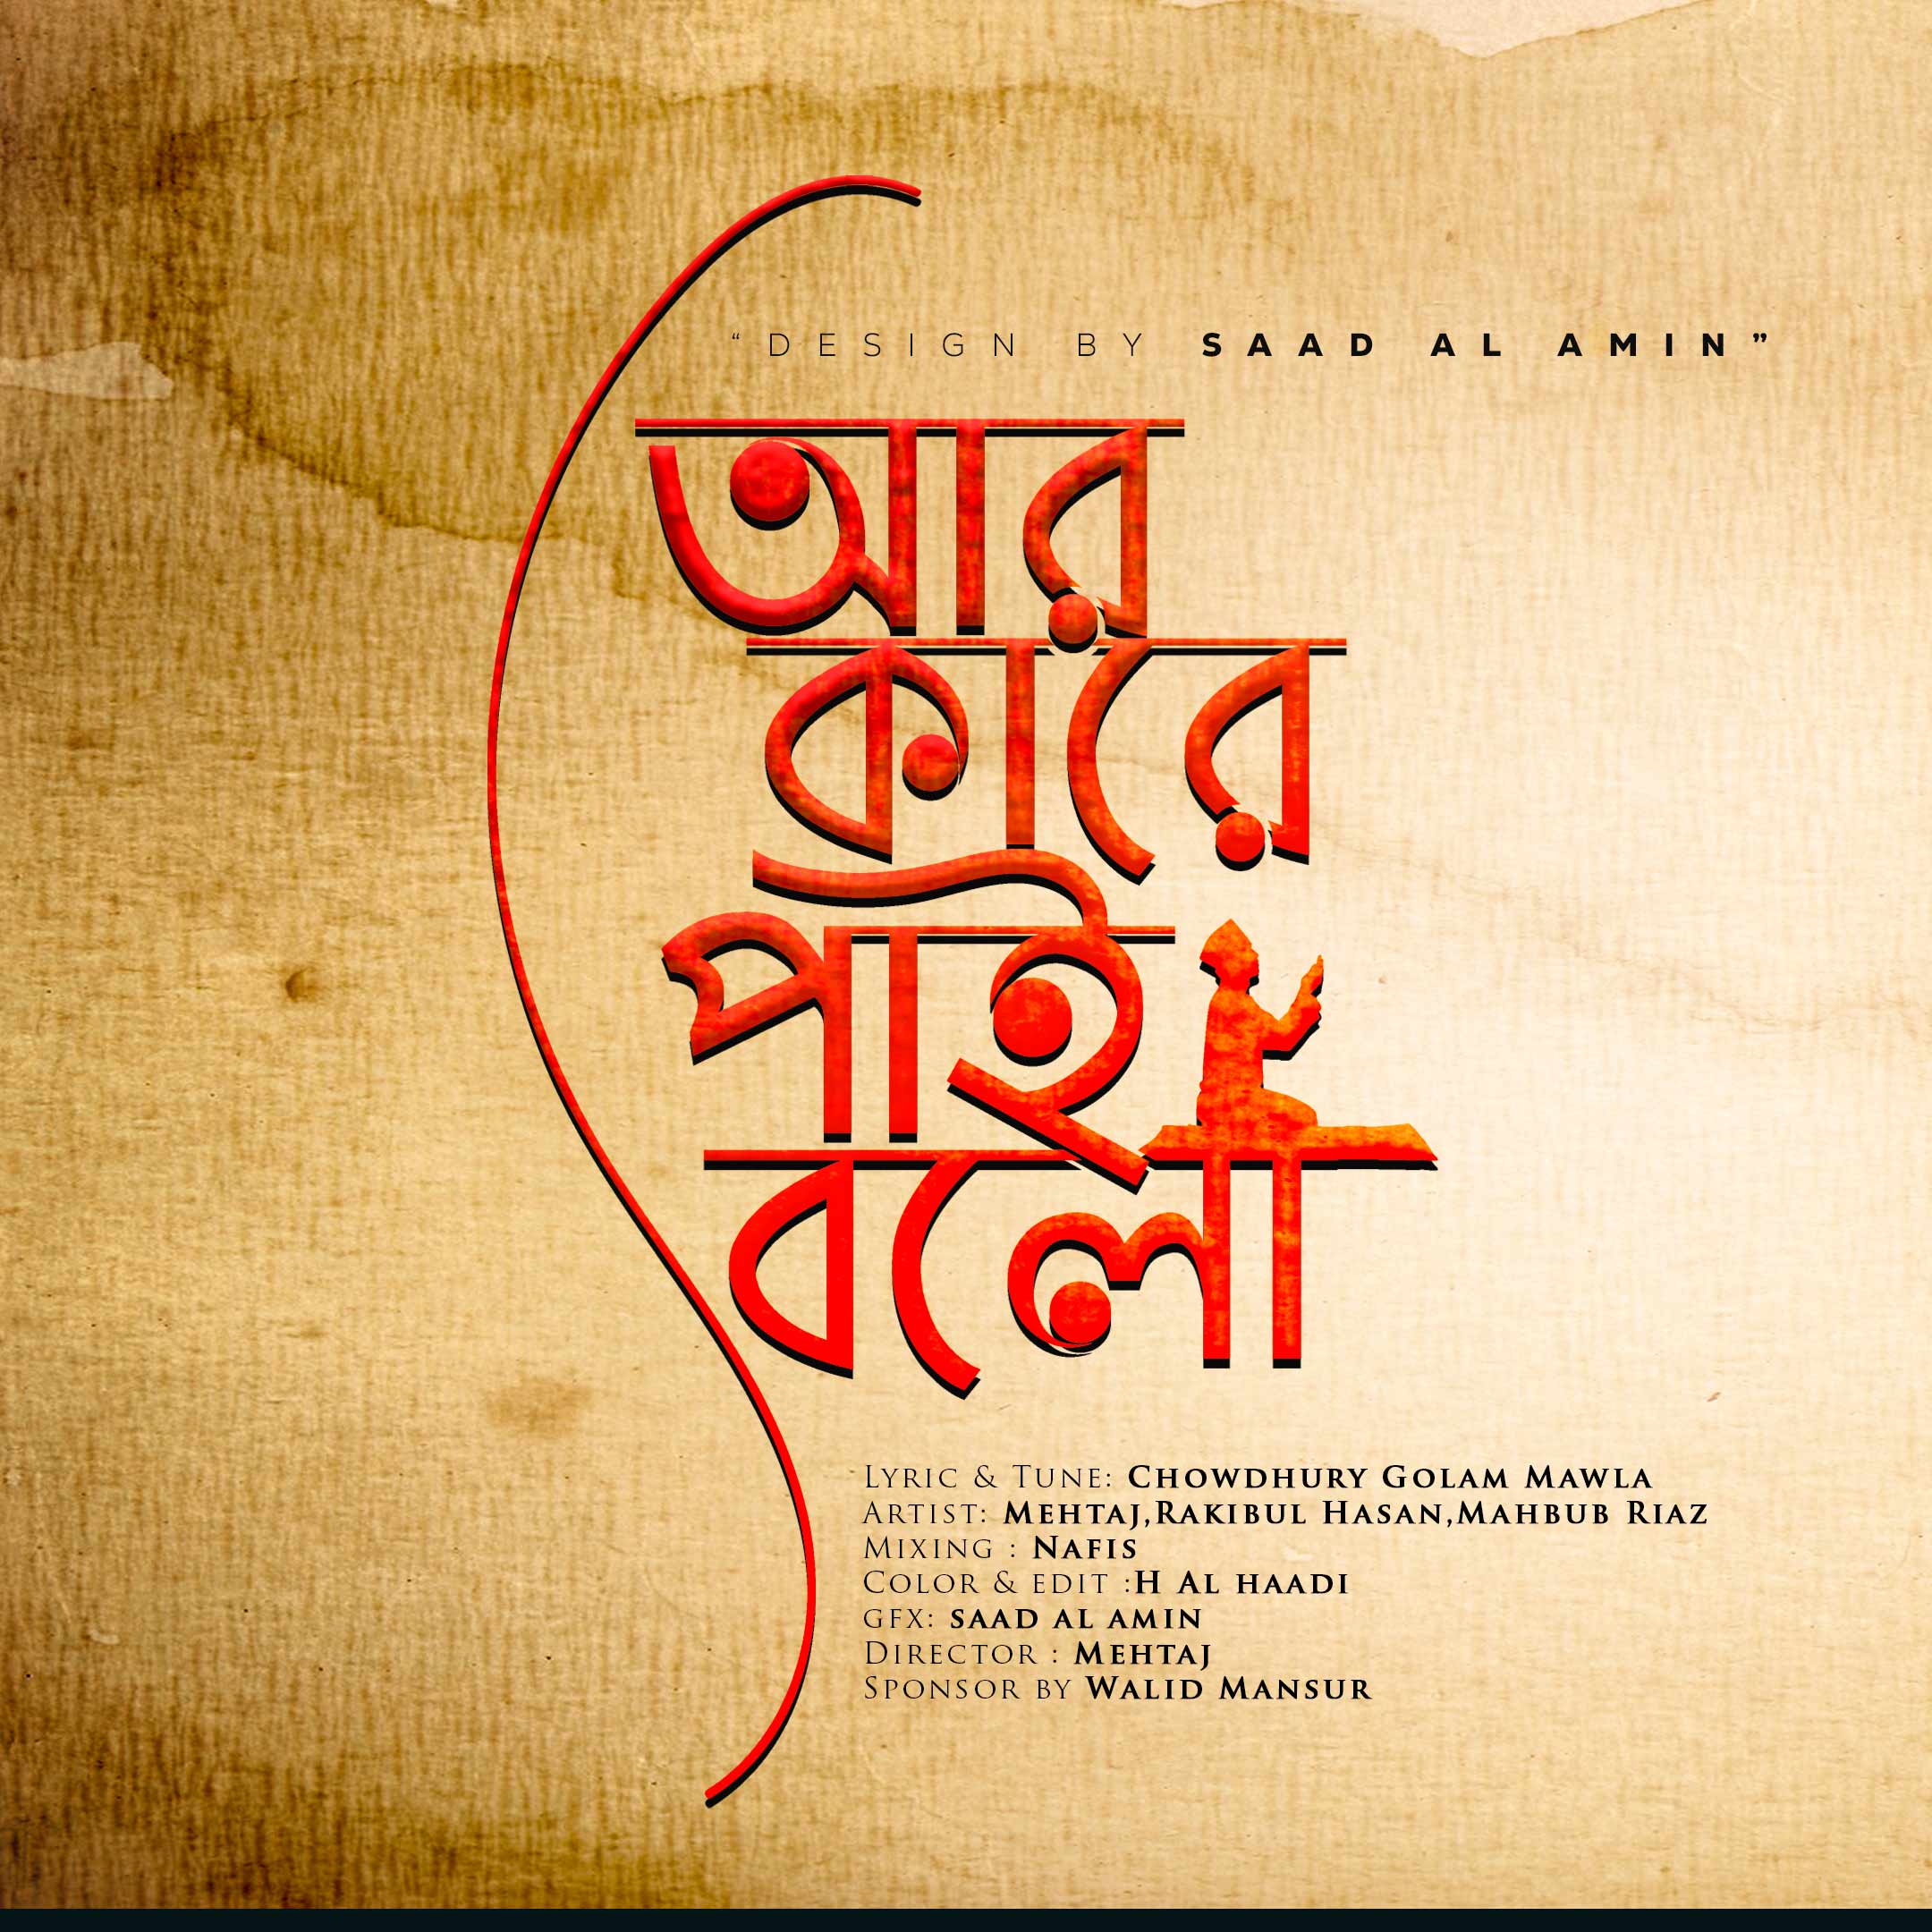 “DESIGN BY SAAD AL AMIN”
আর
কারে
পাই
বলো
LYRIC & TUNE: CHOWDHURY GOLAM MAWLA
ARTIST: MEHTAJ,RAKIBUL HASAN,MAHBUB RIAZ
MIXING : NAFIS
COLOR & EDIT :H AL HAADI
GFX: SAAD AL AMIN
DIRECTOR : MEHTAJ
SPONSOR BY WALID MANSUR